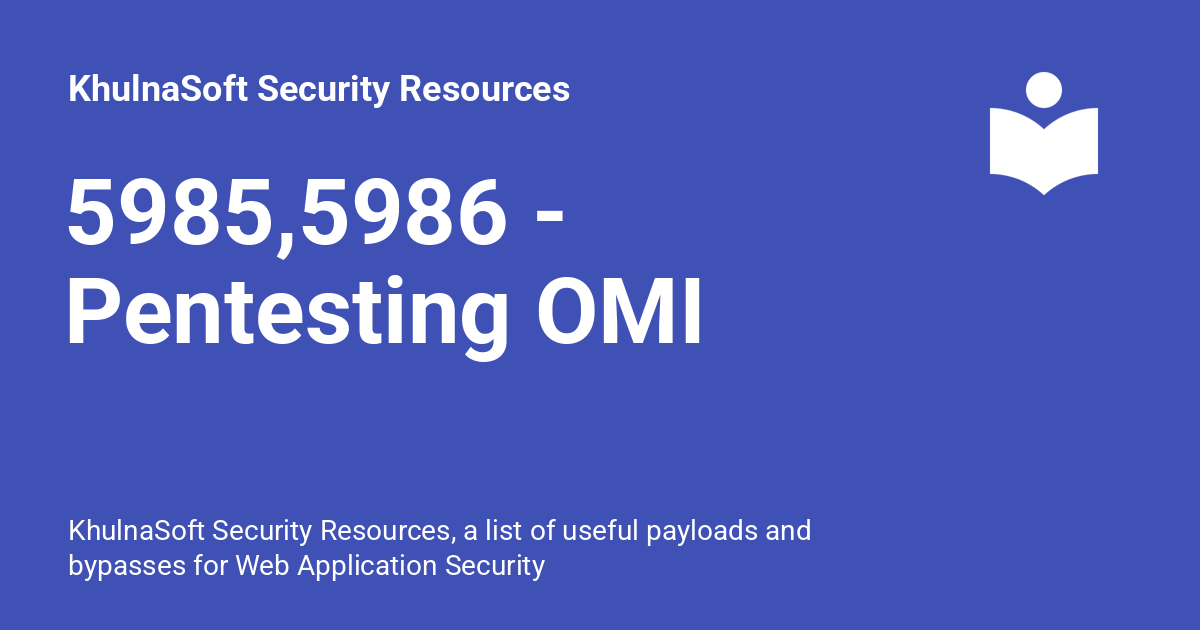 KhulnaSoft Security Resources
5985,5986 -
Pentesting OMI
KhulnaSoft Security Resources, a list of useful payloads and
bypasses for Web Application Security